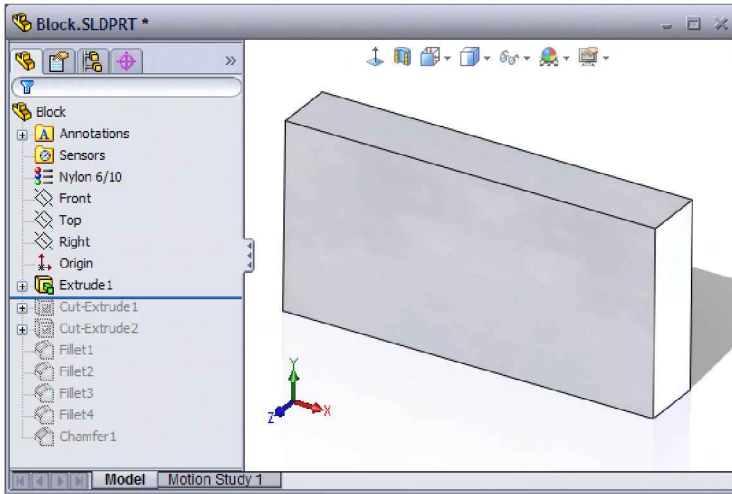 Block.SLDPRT *
Block
Annotations
Sensors
Nylon 6/10
Front
Top
Right
Origin
Extrude1
Cut-Extrude1
Cut-Extrude2
Fillet1
Fillet2
Fillet3
Fillet4
Chamfer1
Y
Z
X
Model Motion Study 1